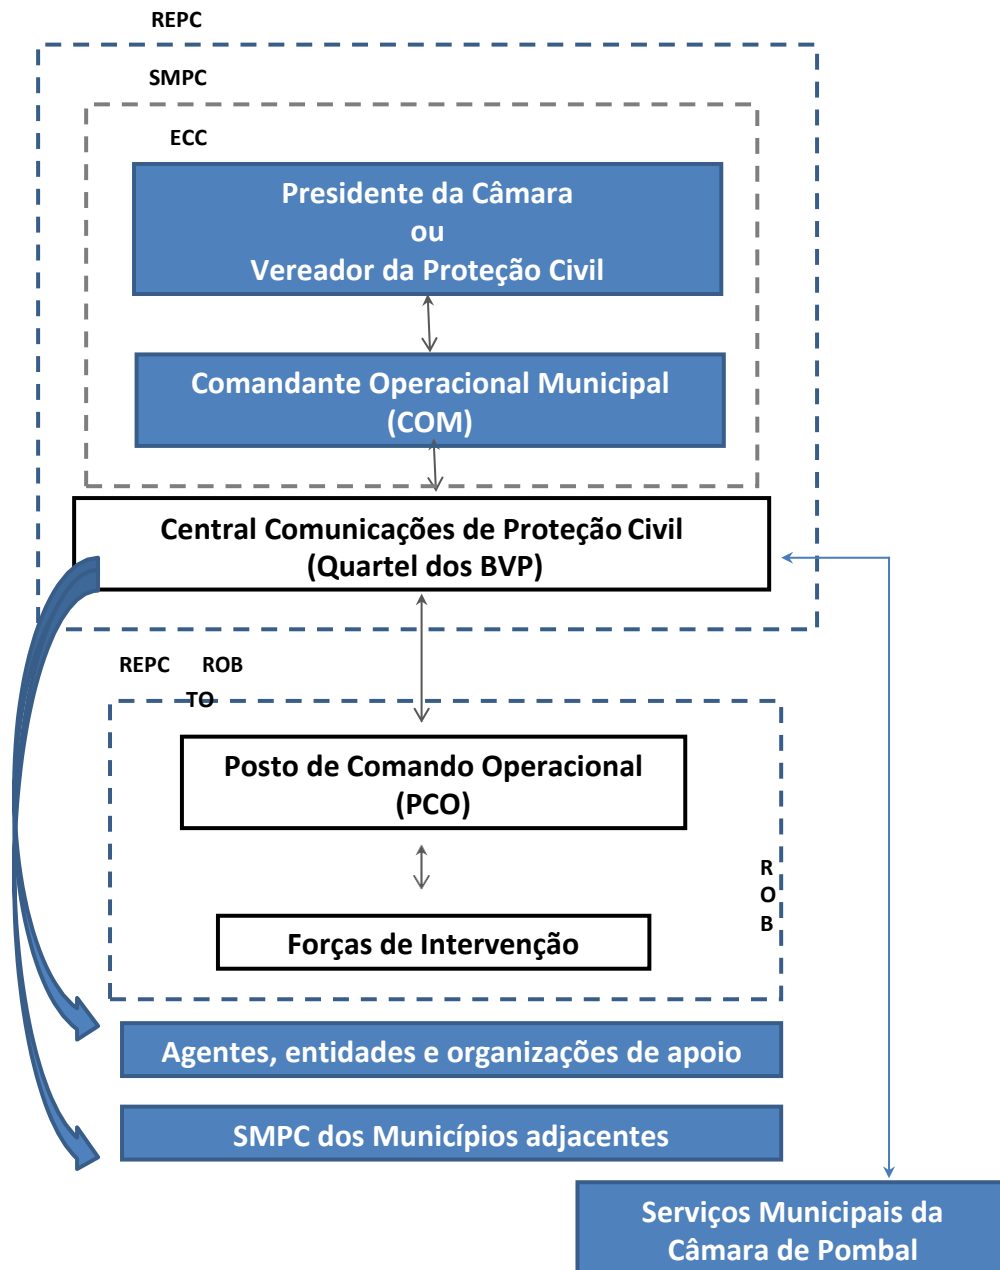 REPC
SMPC
ECC
Presidente da Câmara
ou
Vereador da Proteção Civil
Comandante Operacional Municipal
(COM)
Central Comunicações de Proteção Civil
(Quartel dos BVP)
REPC ROB
TO
Posto de Comando Operacional
(PCO)
R
O
B
Forças de Intervenção
Agentes, entidades e organizações de apoio
SMPC dos Municípios adjacentes
Serviços Municipais da
Câmara de Pombal